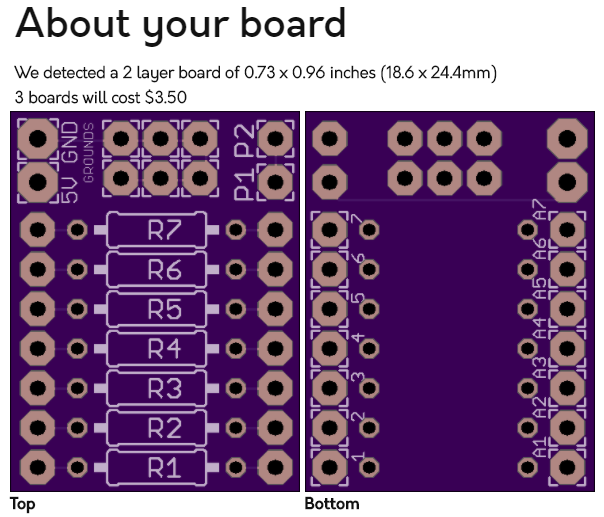 About your board
We detected a 2 layer board of 0.73 x 0.96 inches (18.6 x 24.4mm)
3 boards will cost $3.50
5V GND
GROUNDS
P1 P2
R7
R6
R5
R4
R3
R2
R1
7
6
5
4
3
2
1
A7
A6
A5
A4
A3
A2
A1
Top
Bottom